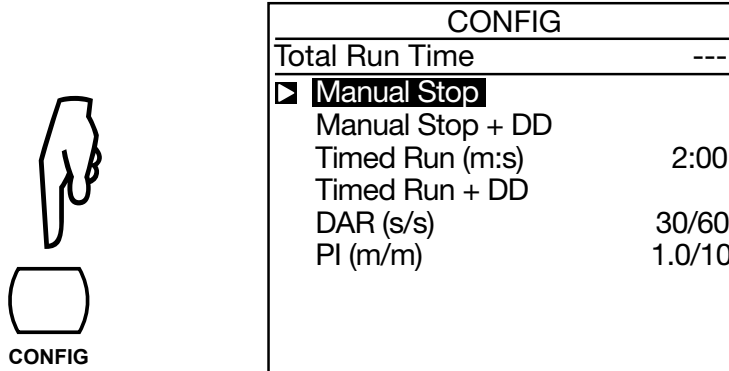 CONFIG
Total Run Time ---
Manual Stop
Manual Stop + DD
Timed Run (m:s) 2:00
Timed Run + DD
DAR (s/s) 30/60
PI (m/m) 1.0/10
CONFIG